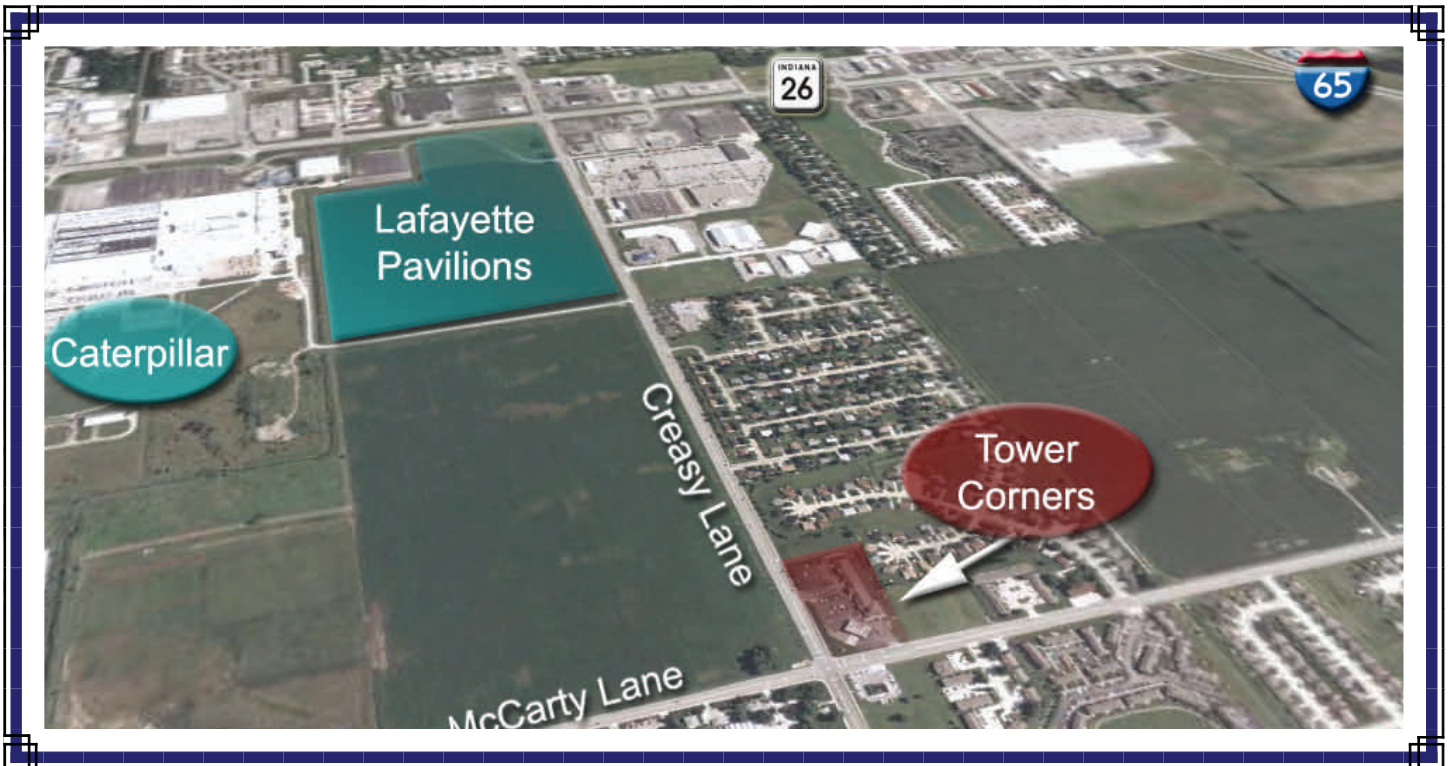 INDIANA
26
65
Lafayette
Pavilions
Caterpillar
Creasy Lane
Tower
Corners
McCarty Lane